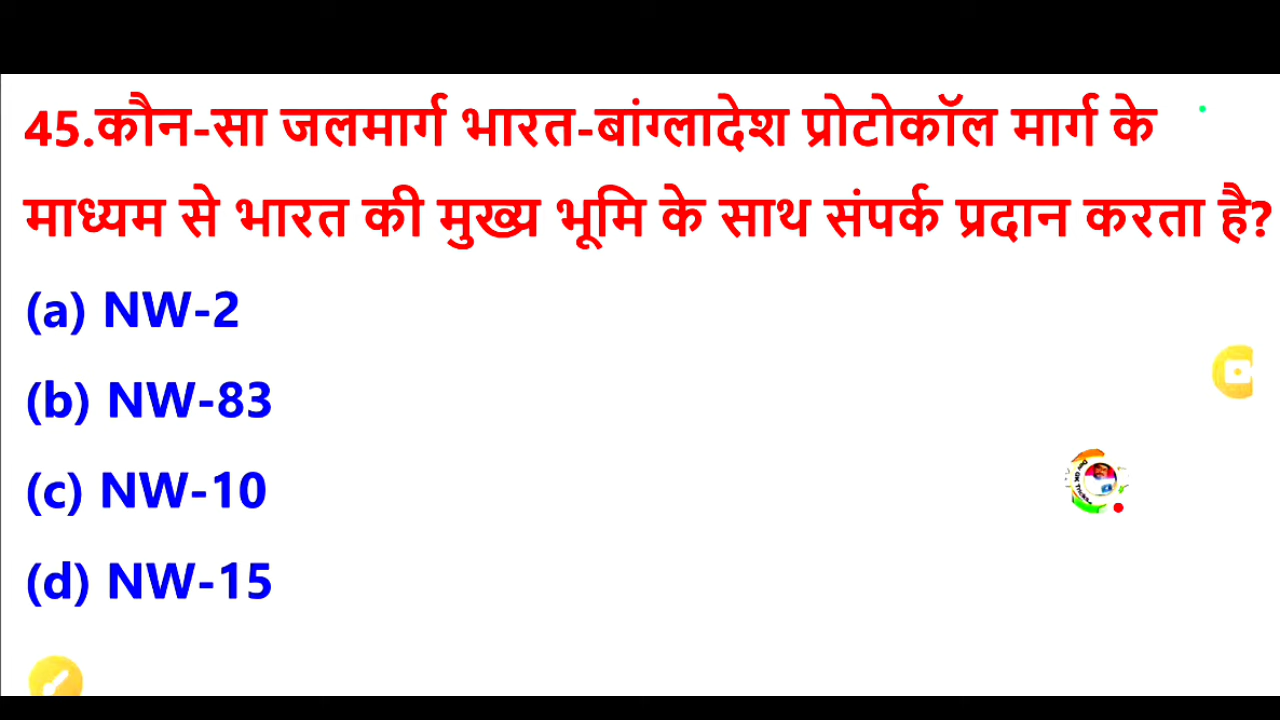 45.कौन-सा जलमार्ग भारत-बांग्लादेश प्रोटोकॉल मार्ग के
माध्यम से भारत की मुख्य भूमि के साथ संपर्क प्रदान करता है?
(a) NW-2
(b) NW-83
(c) NW-10
(d) NW-15